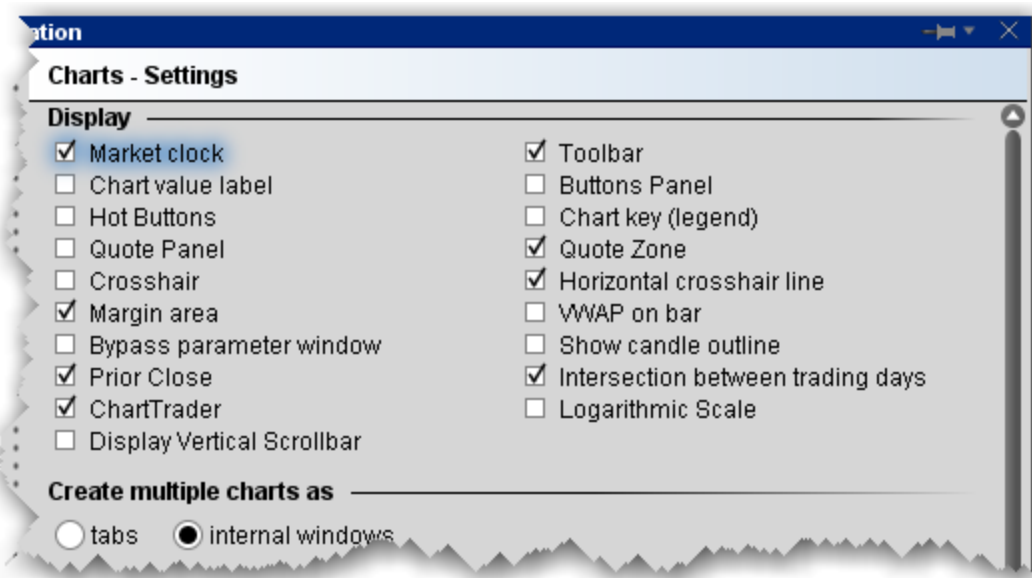 ation
Charts - Settings
Display
Market clock
Toolbar
Chart value label
Buttons Panel
Hot Buttons
Chart key (legend)
Quote Panel
Quote Zone
Crosshair
Horizontal crosshair line
Margin area
VWAP on bar
Bypass parameter window
Show candle outline
Prior Close
Intersection between trading days
ChartTrader
Logarithmic Scale
Display Vertical Scrollbar
Create multiple charts as
tabs internal windows